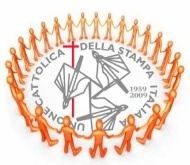 UNIONE CATTOLICA DELLA STAMPA ITALIANA
1959
2009